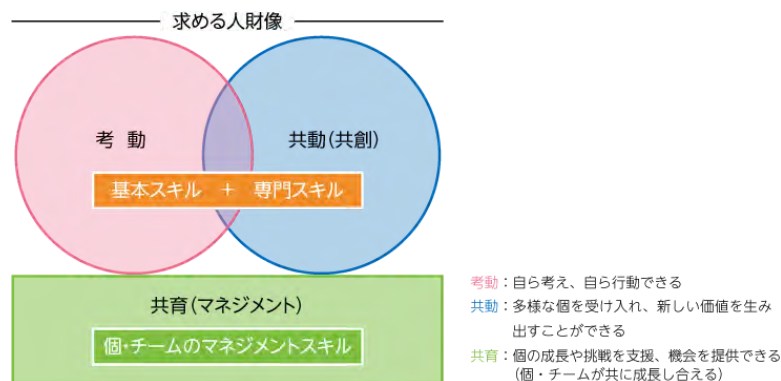 求める人財像
考 動
共動(共創)
基本スキル + 専門スキル
共育(マネジメント)
個・チームのマネジメントスキル
考動：自ら考え、自ら行動できる
共動：多様な個を受け入れ、新しい価値を生み
出すことができる
共育：個の成長や挑戦を支援、機会を提供できる
(個・チームが共に成長し合える)